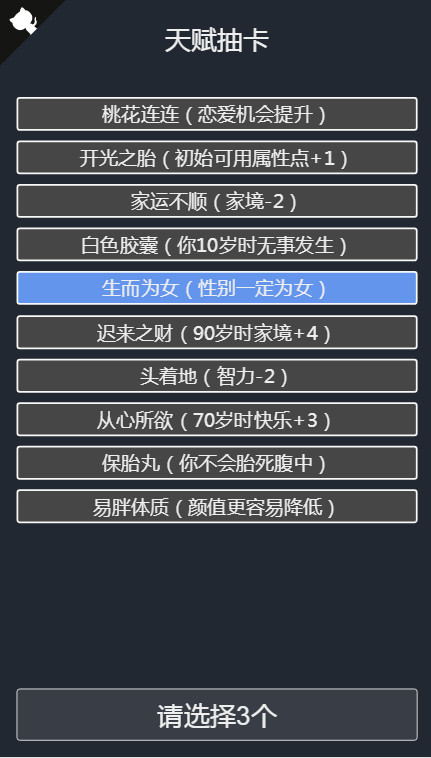 天赋抽卡
桃花连连（恋爱机会提升）
开光之胎（初始可用属性点+1）
家运不顺（家境-2）
白色胶囊（你10岁时无事发生）
生而为女（性别一定为女）
迟来之财（90岁时家境+4）
头着地（智力-2）
从心所欲（70岁时快乐+3）
保胎丸（你不会胎死腹中）
易胖体质（颜值更容易降低）
请选择3个